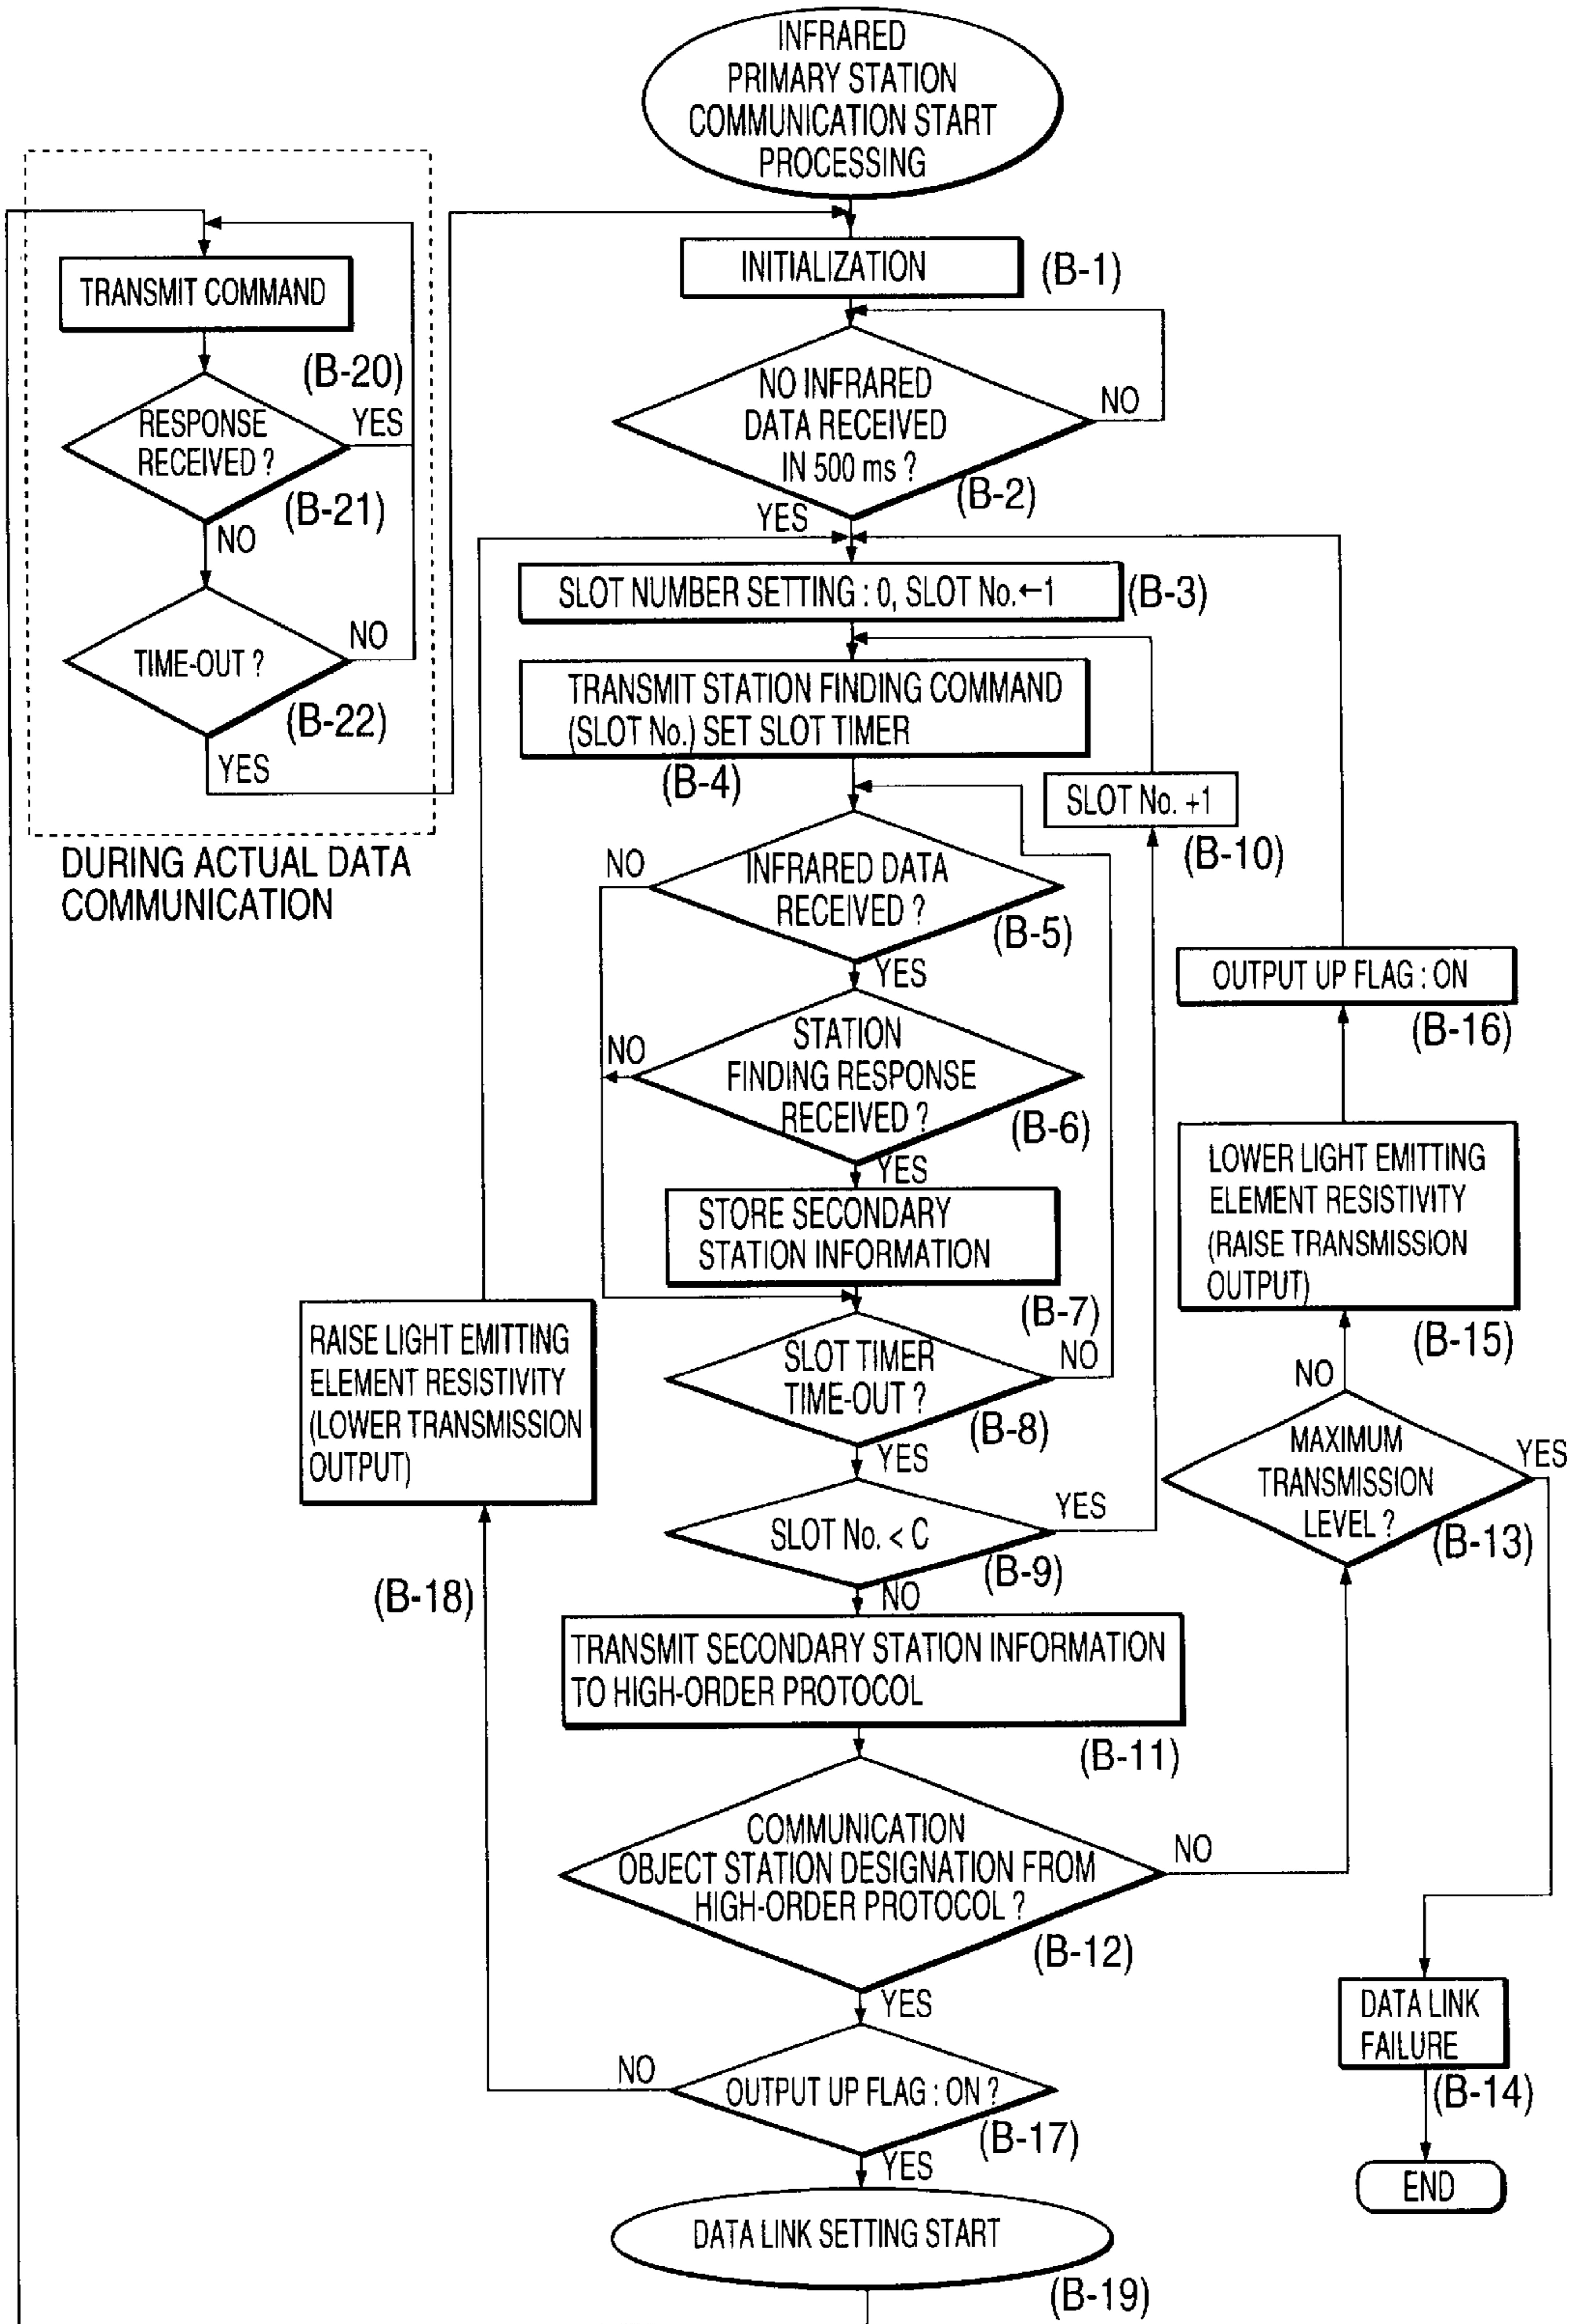 INFRARED
PRIMARY STATION
COMMUNICATION START
PROCESSING
INITIALIZATION
(B-1)
NO INFRARED
DATA RECEIVED
IN 500 ms ?
NO
(B-2)
YES
TRANSMIT COMMAND
(B-20)
RESPONSE
RECEIVED ?
YES
(B-21)
NO
TIME-OUT ?
NO
(B-22)
YES
DURING ACTUAL DATA
COMMUNICATION
SLOT NUMBER SETTING : 0, SLOT No.←1
(B-3)
TRANSMIT STATION FINDING COMMAND
(SLOT No.) SET SLOT TIMER
(B-4)
SLOT No. +1
(B-10)
NO
INFRARED DATA
RECEIVED ?
(B-5)
YES
NO
STATION
FINDING RESPONSE
RECEIVED ?
(B-6)
YES
STORE SECONDARY
STATION INFORMATION
(B-7)
SLOT TIMER
TIME-OUT ?
NO
(B-8)
YES
SLOT No. < C
YES
(B-9)
NO
TRANSMIT SECONDARY STATION INFORMATION
TO HIGH-ORDER PROTOCOL
(B-11)
COMMUNICATION
OBJECT STATION DESIGNATION FROM
HIGH-ORDER PROTOCOL ?
NO
(B-12)
YES
OUTPUT UP FLAG : ON ?
NO
(B-17)
YES
DATA LINK SETTING START
(B-19)
RAISE LIGHT EMITTING
ELEMENT RESISTIVITY
(LOWER TRANSMISSION
OUTPUT)
(B-18)
OUTPUT UP FLAG : ON
(B-16)
LOWER LIGHT EMITTING
ELEMENT RESISTIVITY
(RAISE TRANSMISSION
OUTPUT)
(B-15)
NO
MAXIMUM
TRANSMISSION
LEVEL ?
YES
(B-13)
DATA LINK
FAILURE
(B-14)
END